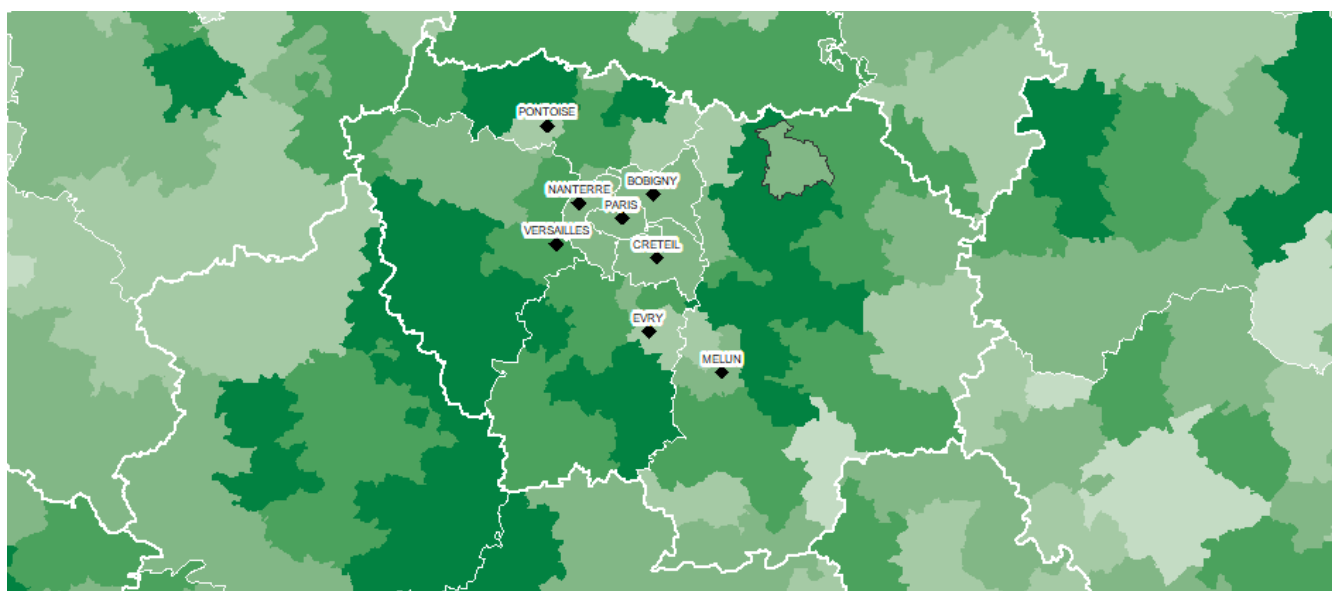 PONTOISE
BOBIGNY
NANTERRE
PARIS
VERSAILLES
CRETEIL
EVRY
MELUN